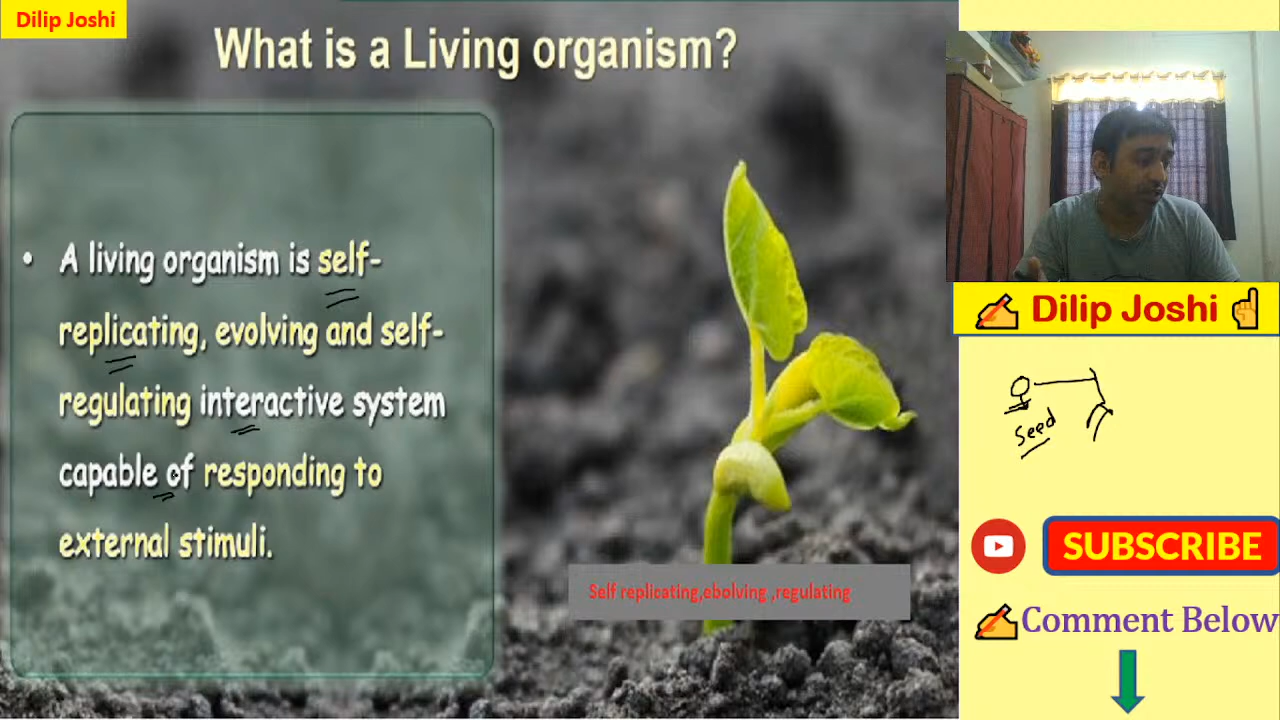 Dilip Joshi
What is a Living organism?
• A living organism is self-
replicating, evolving and self-
regulating interactive system
capable of responding to
external stimuli.
Self replicating,ebolving ,regulating
Dilip Joshi
Seed
SUBSCRIBE
Comment Below